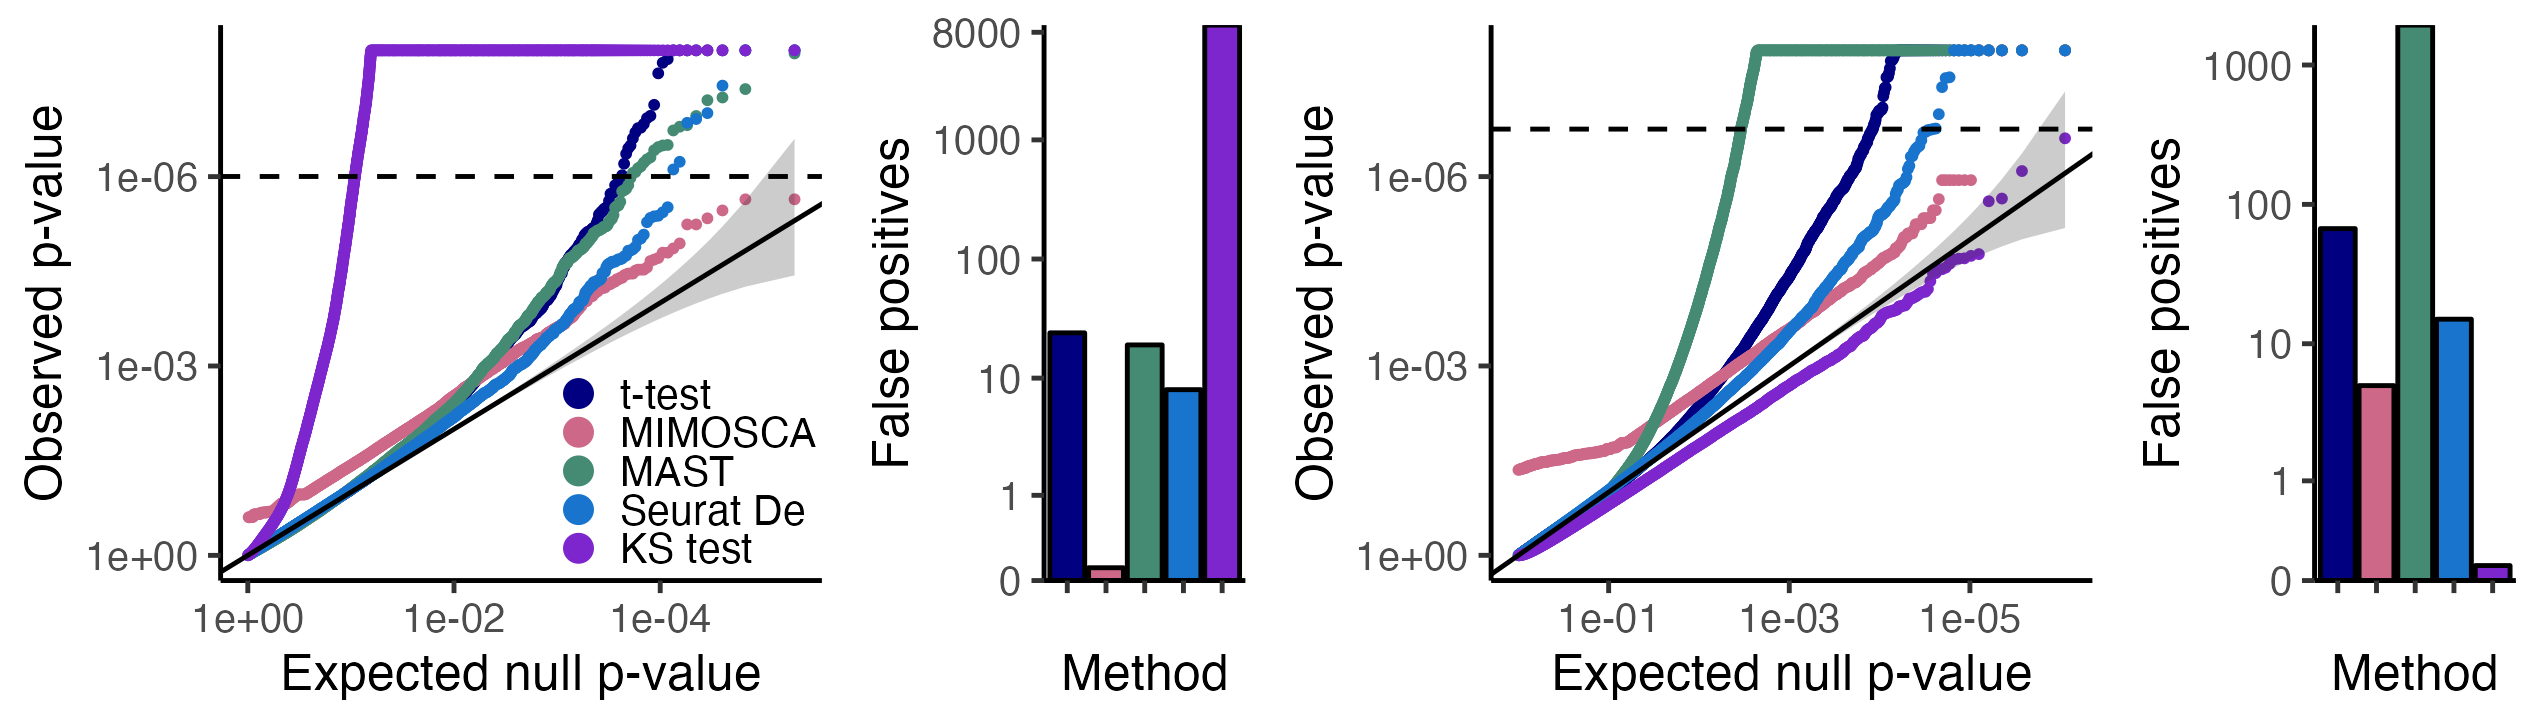 Observed p-value
1e-06
1e-03
1e+00
1e+00
1e-02
1e-04
Expected null p-value
t-test
MIMOSCA
MAST
Seurat De
KS test
False positives
8000
1000
100
10
1
0
Method
Observed p-value
1e-06
1e-03
1e+00
1e-01
1e-03
1e-05
Expected null p-value
False positives
1000
100
10
1
0
Method